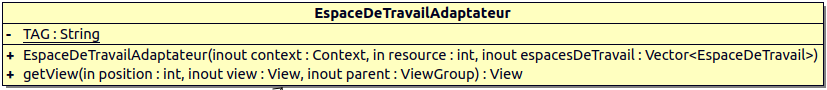 EspaceDeTravailAdaptateur
- TAG : String
+ EspaceDeTravailAdaptateur(inout context : Context, in resource : int, inout espacesDeTravail : Vector<EspaceDeTravail>)
+ getView(in position : int, inout view : View, inout parent : ViewGroup) : View